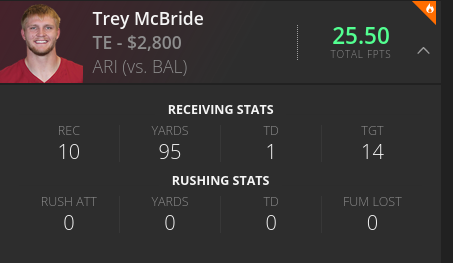 Trey McBride
TE - $2,800
ARI (vs. BAL)
25.50
TOTAL FPTS
RECEIVING STATS
REC YARDS TD TGT
10 95 1 14
RUSHING STATS
RUSH ATT YARDS TD FUM LOST
0 0 0 0